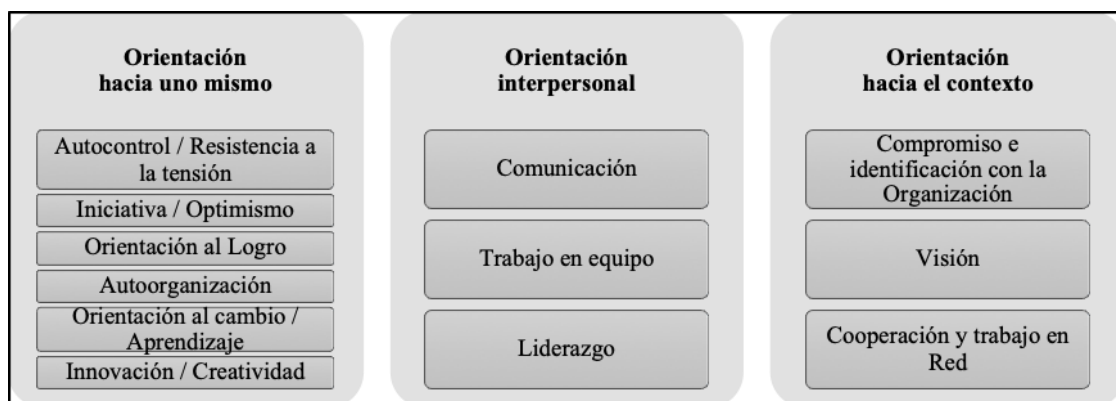 Orientación
hacia uno mismo
Autocontrol / Resistencia a
la tensión
Iniciativa / Optimismo
Orientación al Logro
Autoorganización
Orientación al cambio /
Aprendizaje
Innovación / Creatividad
Orientación
interpersonal
Comunicación
Trabajo en equipo
Liderazgo
Orientación
hacia el contexto
Compromiso e
identificación con la
Organización
Visión
Cooperación y trabajo en
Red